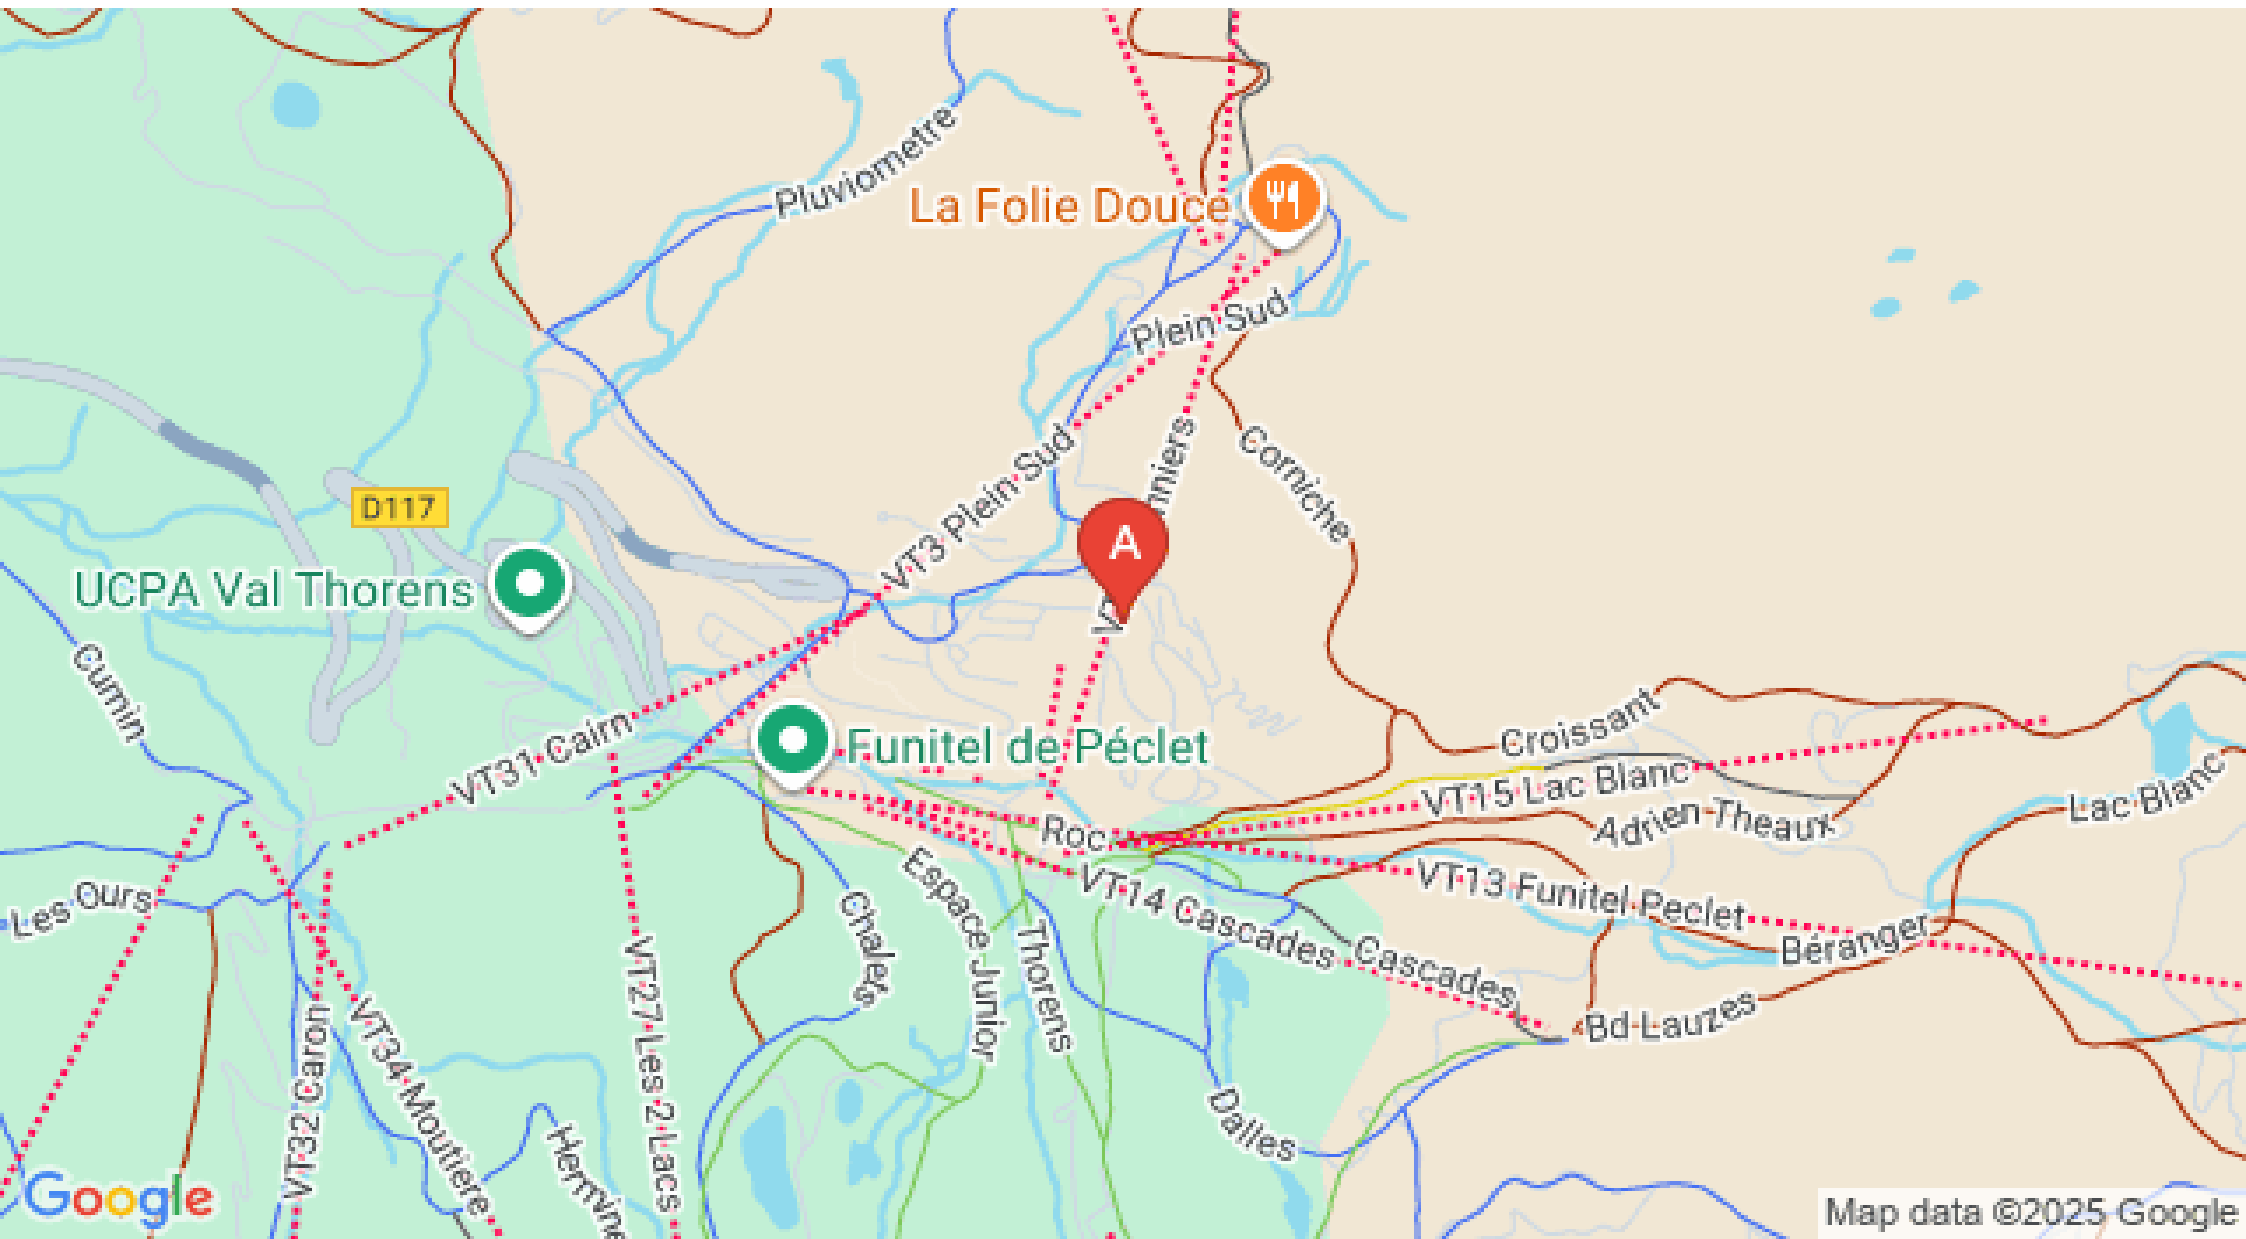 Pluviometre
La Folie Douce
Plein Sud
Corniche
VT3 Plein Sud
nniers
D117
A
UCPA Val Thorens
Cumin
VT31 Cairn
Funitel de Péclet
Croissant
VT15 Lac Blanc
Lac Blanc
Adrien Theaux
Roc
VT13 Funitel Peclet
VT14 Cascades
Cascades
Béranger
Bd Lauzes
Les Ours
Chalets
Espace Junior
Thorens
VT27 Les 2 Lacs
VT32 Caron
VT34 Moutiere
Hermine
Dalles
Google
Map data ©2025 Google